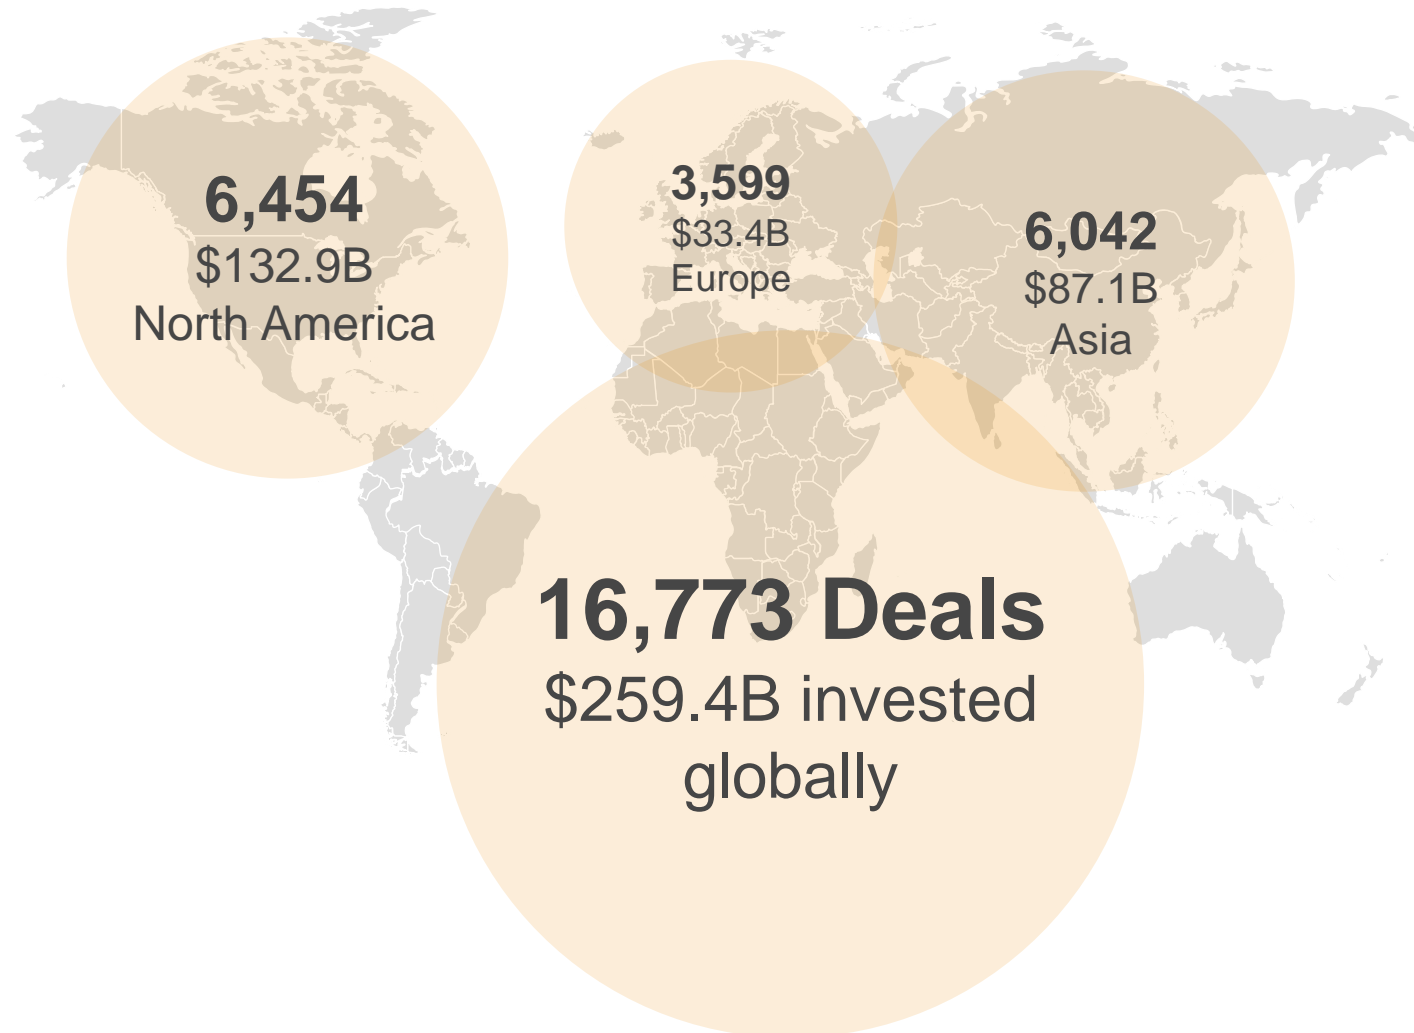 6,454
$132.9B
North America
3,599
$33.4B
Europe
6,042
$87.1B
Asia
16,773 Deals
$259.4B invested
globally